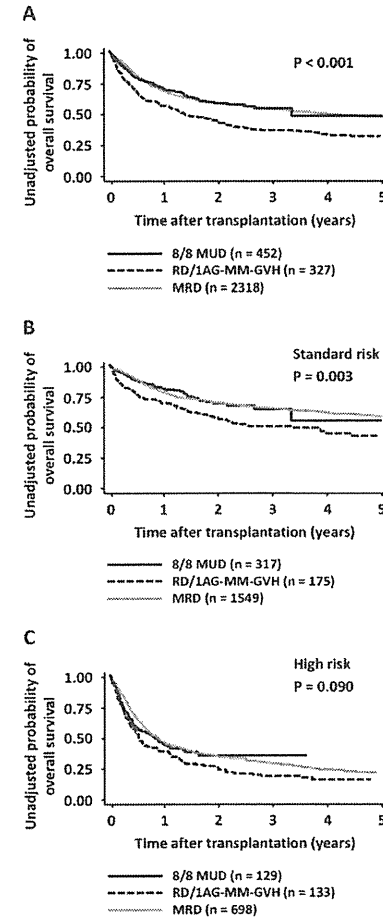 A
Unadjusted probability of
overall survival
1.00
0.75
0.50
0.25
0.00
P < 0.001
0 1 2 3 4 5
Time after transplantation (years)
8/8 MUD (n = 452)
RD/1AG-MM-GVH (n = 327)
MRD (n = 2318)
B
Unadjusted probability of
overall survival
1.00
0.75
0.50
0.25
0.00
Standard risk
P = 0.003
0 1 2 3 4 5
Time after transplantation (years)
8/8 MUD (n = 317)
RD/1AG-MM-GVH (n = 175)
MRD (n = 1549)
C
Unadjusted probability of
overall survival
1.00
0.75
0.50
0.25
0.00
High risk
P = 0.090
0 1 2 3 4 5
Time after transplantation (years)
8/8 MUD (n = 129)
RD/1AG-MM-GVH (n = 133)
MRD (n = 698)